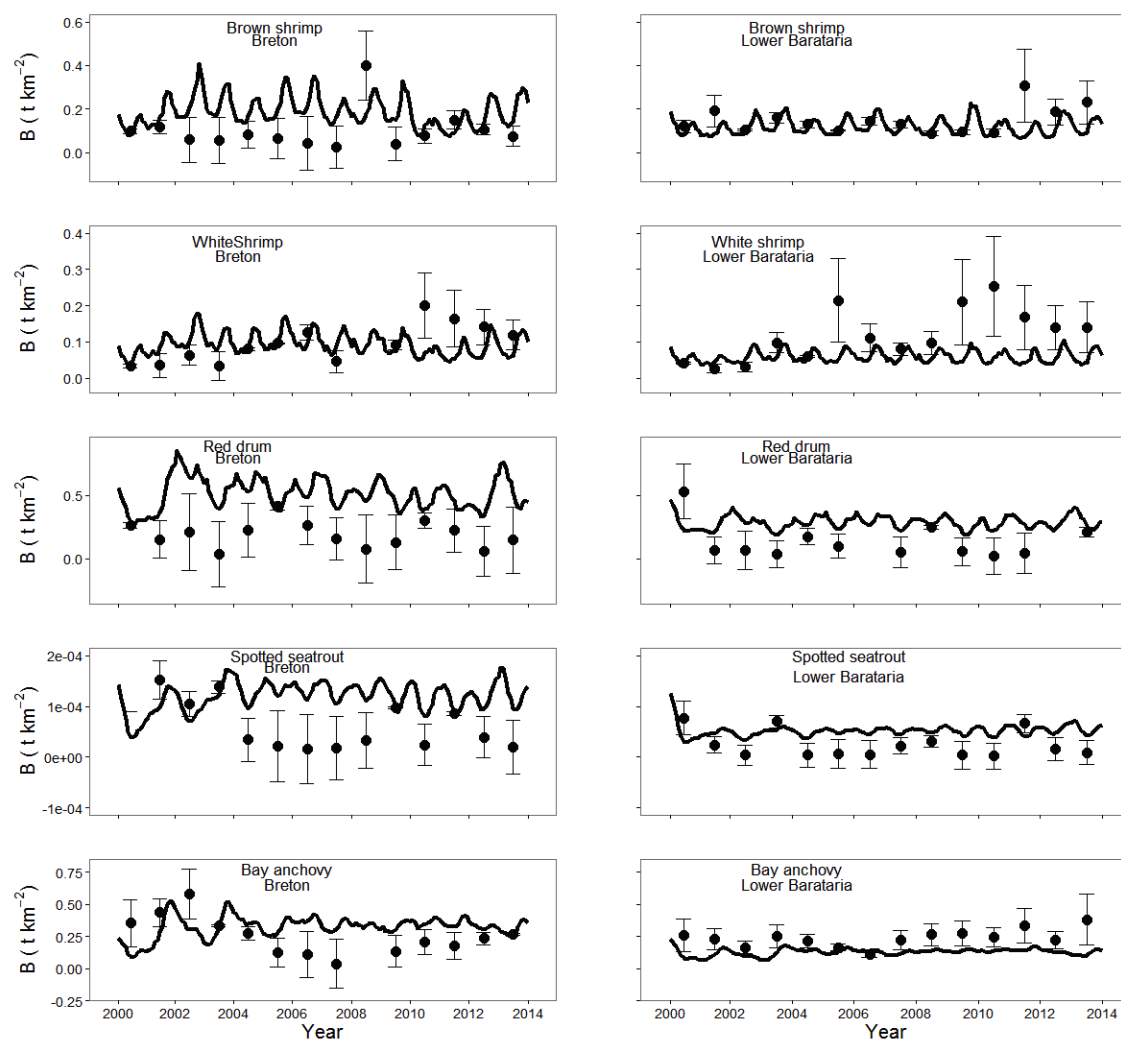 Brown shrimp
Breton
0.6
0.4
0.2
0.0
B ( t km⁻²)
Brown shrimp
Lower Barataria
WhiteShrimp
Breton
0.4
0.3
0.2
0.1
0.0
B ( t km⁻²)
White shrimp
Lower Barataria
Red drum
Breton
0.5
0.0
B ( t km⁻²)
Red drum
Lower Barataria
Spotted seatrout
Breton
2e-04
1e-04
0e+00
-1e-04
B ( t km⁻²)
Spotted seatrout
Lower Barataria
Bay anchovy
Breton
0.75
0.50
0.25
0.00
-0.25
B ( t km⁻²)
2000 2002 2004 2006 2008 2010 2012 2014
Year
Bay anchovy
Lower Barataria
2000 2002 2004 2006 2008 2010 2012 2014
Year